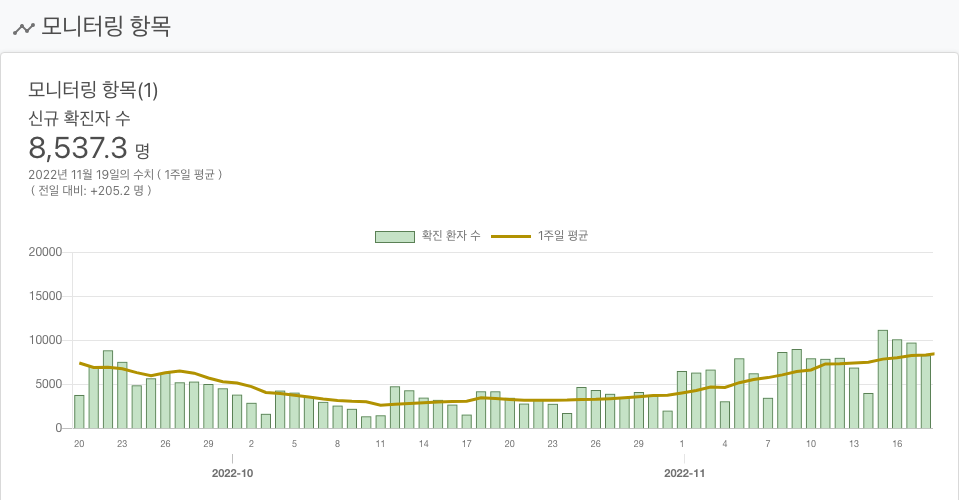 모니터링 항목
모니터링 항목(1)
신규 확진자 수
8,537.3 명
2022년 11월 19일의 수치 ( 1주일 평균 )
( 전일 대비: +205.2 명 )
확진 환자 수 1주일 평균
20000
15000
10000
5000
0
20 23 26 29 2 5 8 11 14 17 20 23 26 29 1 4 7 10 13 16
2022-10 2022-11